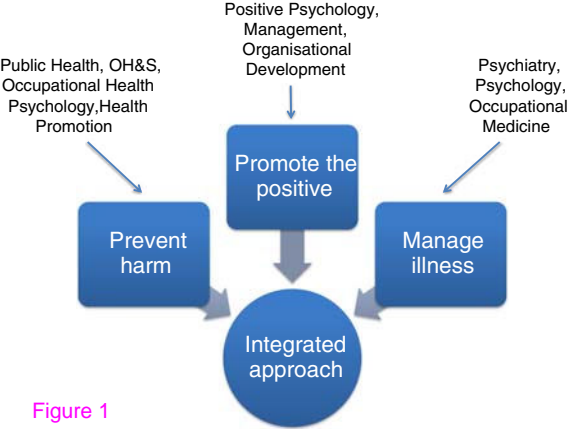 Positive Psychology,
Management,
Organisational
Development
Public Health, OH&S,
Occupational Health
Psychology,Health
Promotion
Psychiatry,
Psychology,
Occupational
Medicine
Promote the
positive
Prevent
harm
Manage
illness
Integrated
approach
Figure 1